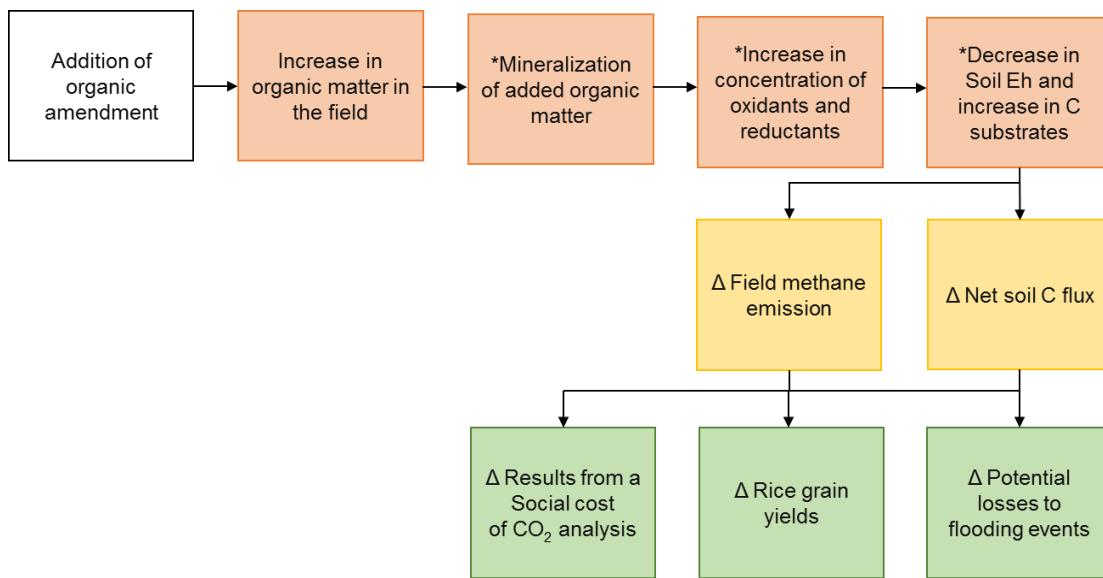 Addition of
organic
amendment
Increase in
organic matter in
the field
*Mineralization
of added organic
matter
*Increase in
concentration of
oxidants and
reductants
*Decrease in
Soil Eh and
increase in C
substrates
Δ Field methane
emission
Δ Net soil C flux
Δ Results from a
Social cost
of CO₂ analysis
Δ Rice grain
yields
Δ Potential
losses to
flooding events